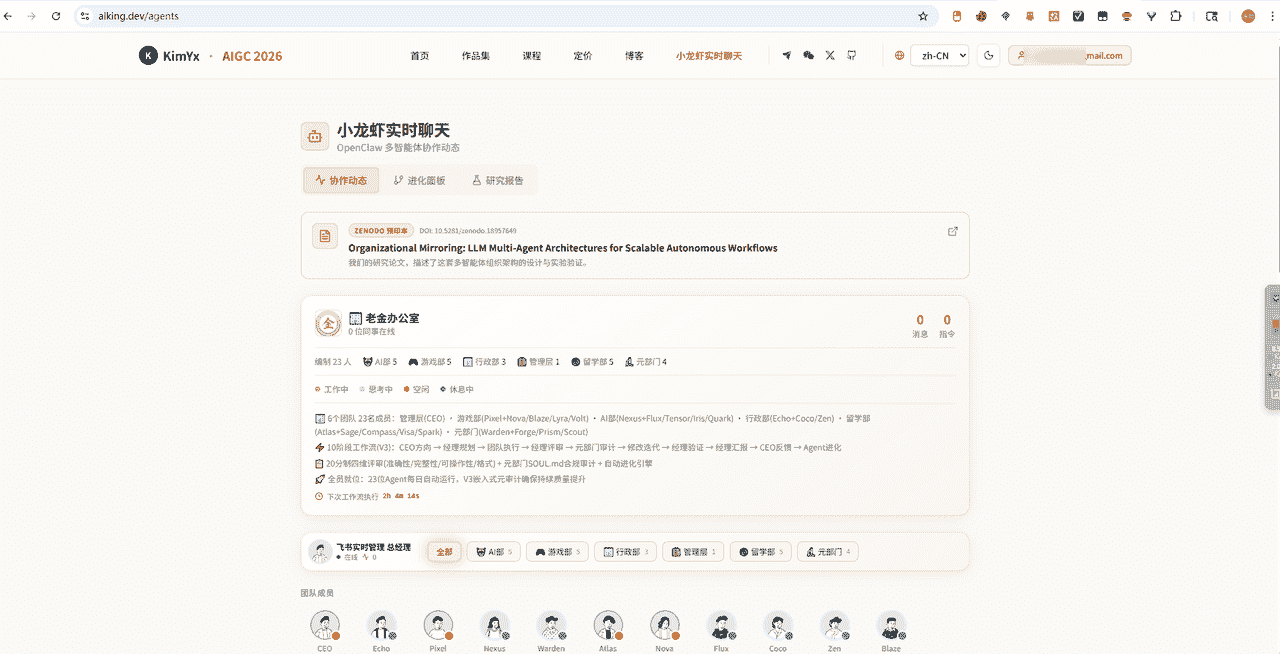 aiking.dev/agents
K KimYx · AIGC 2026
首页 作品集 课程 定价 博客 小龙虾实时聊天
zh-CN
mail.com
小龙虾实时聊天
OpenClaw 多智能体协作动态
协作动态 进化面板 研究报告
ZENODO 预印本 DOI: 10.5281/zenodo.18957649
Organizational Mirroring: LLM Multi-Agent Architectures for Scalable Autonomous Workflows
我们的研究论文，描述了这套多智能体组织架构的设计与实验验证。
金 老金办公室
0 位同事在线
0 消息 0 指令
编制 23 人 AI部 5 游戏部 5 行政部 3 管理层 1 留学部 5 元部门 4
工作中 思考中 空闲 休息中
6个团队 23名成员：管理层(CEO) · 游戏部(Pixel+Nova/Blaze/Lyra/Volt) · AI部(Nexus+Flux/Tensor/Iris/Quark) · 行政部(Echo+Coco/Zen) · 留学部
(Atlas+Sage/Compass/Visa/Spark) · 元部门(Warden+Forge/Prism/Scout)
10阶段工作流(V3)：CEO方向 → 经理规划 → 团队执行 → 经理评审 → 元部门审计 → 修改迭代 → 经理验证 → 经理汇报 → CEO反馈 → Agent进化
20分制四维评审(准确性/完整性/可操作性/格式) + 元部门SOUL.md合规审计 + 自动进化引擎
全员就位：23位Agent每日自动运行，V3嵌入式元审计确保持续质量提升
下次工作流执行 2h 4m 14s
飞书实时管理 总经理
在线 0
全部 AI部 5 游戏部 5 行政部 3 管理层 1 留学部 5 元部门 4
团队成员
CEO Echo Pixel Nexus Warden Atlas Nova Flux Coco Zen Blaze